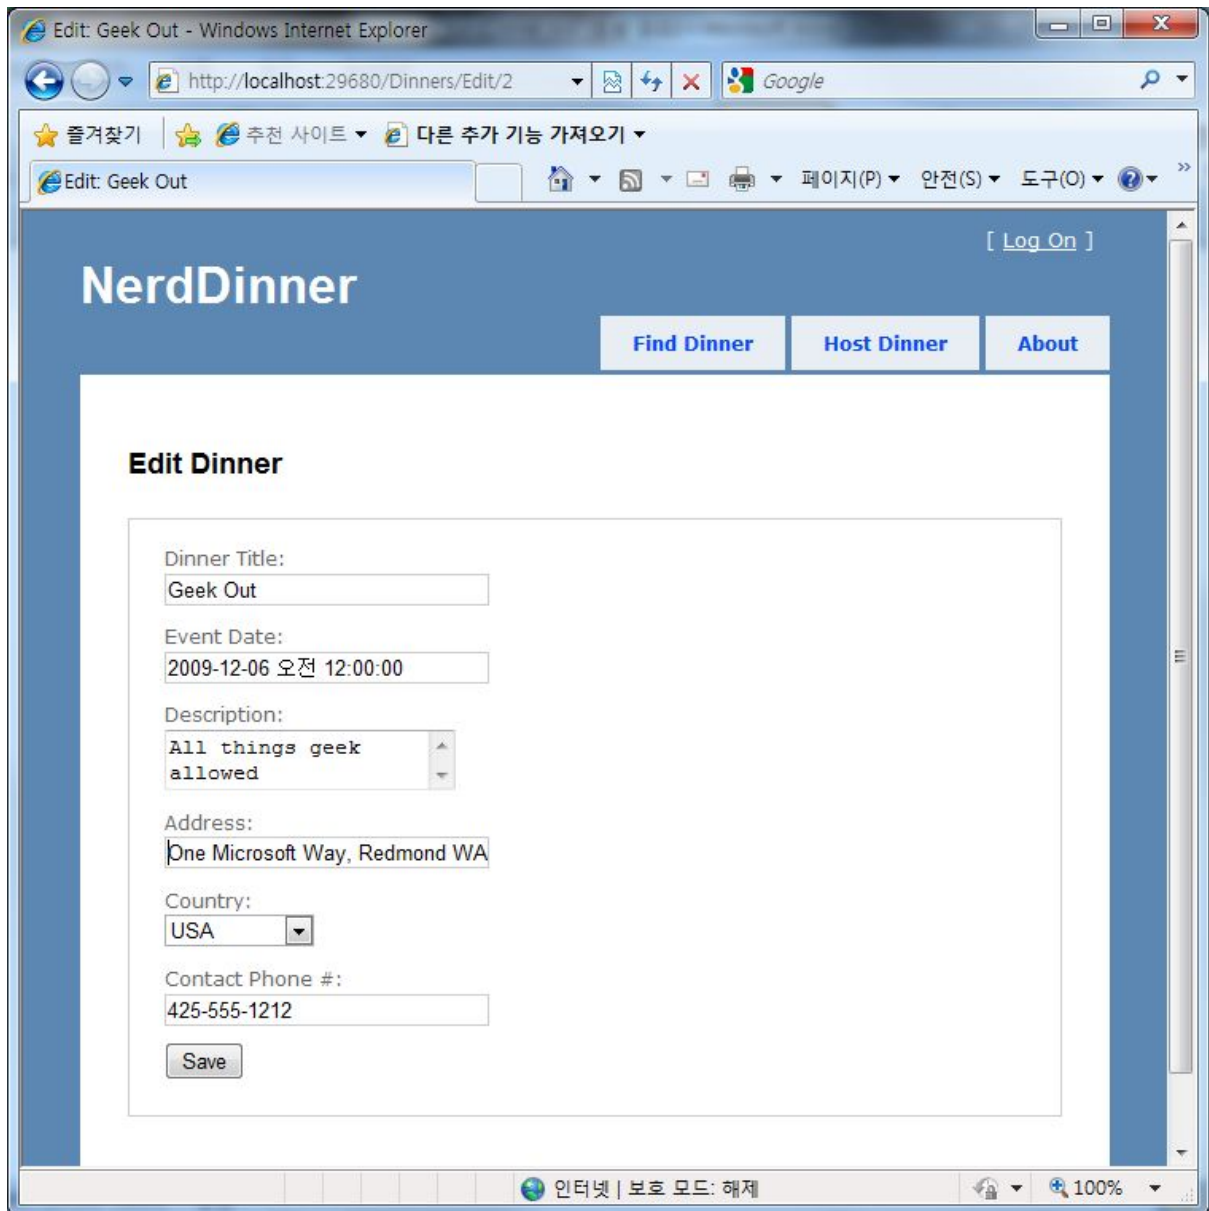 Edit: Geek Out - Windows Internet Explorer
http://localhost:29680/Dinners/Edit/2
Google
즐겨찾기 추천 사이트 다른 추가 기능 가져오기
Edit: Geek Out 페이지(P) 안전(S) 도구(O) »
[ Log On ]
NerdDinner
Find Dinner Host Dinner About
Edit Dinner
Dinner Title:
Geek Out
Event Date:
2009-12-06 오전 12:00:00
Description:
All things geek
allowed
Address:
One Microsoft Way, Redmond WA
Country:
USA
Contact Phone #:
425-555-1212
Save
인터넷 | 보호 모드: 해제 100%